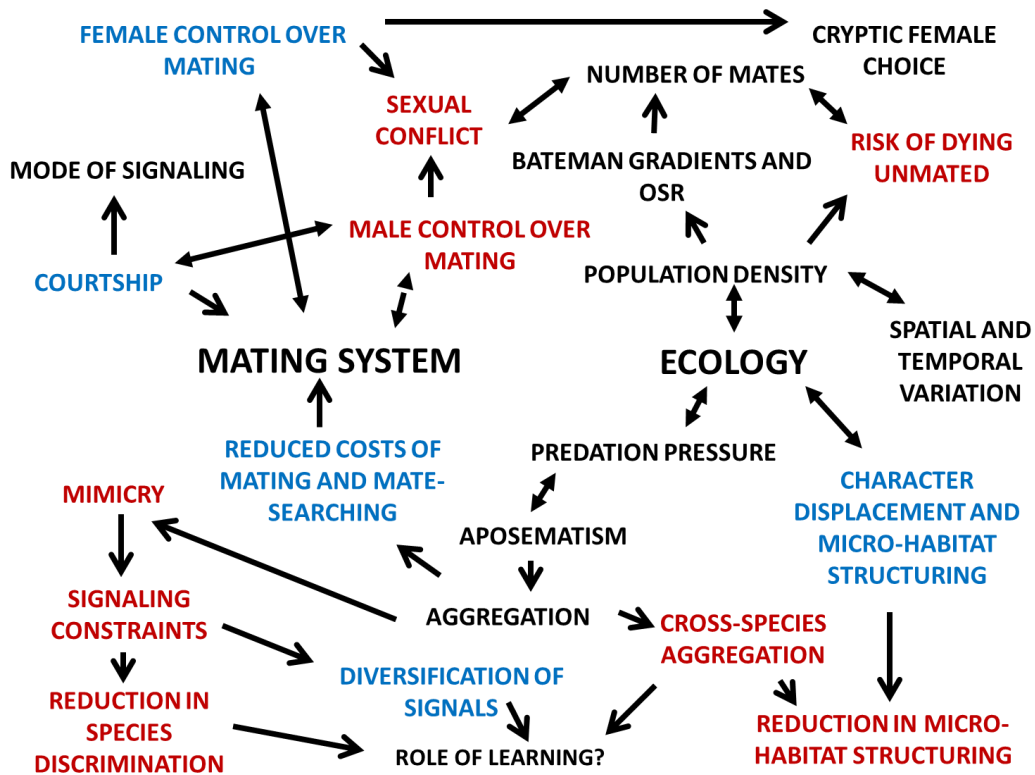 FEMALE CONTROL OVER
MATING
CRYPTIC FEMALE
CHOICE
NUMBER OF MATES
SEXUAL
CONFLICT
RISK OF DYING
UNMATED
MODE OF SIGNALING
BATEMAN GRADIENTS AND
OSR
MALE CONTROL OVER
MATING
COURTSHIP
POPULATION DENSITY
SPATIAL AND
TEMPORAL
VARIATION
MATING SYSTEM
ECOLOGY
REDUCED COSTS OF
MATING AND MATE-
SEARCHING
PREDATION PRESSURE
MIMICRY
CHARACTER
DISPLACEMENT AND
MICRO-HABITAT
STRUCTURING
APOSEMATISM
SIGNALING
CONSTRAINTS
AGGREGATION
CROSS-SPECIES
AGGREGATION
DIVERSIFICATION OF
SIGNALS
REDUCTION IN
SPECIES
DISCRIMINATION
ROLE OF LEARNING?
REDUCTION IN MICRO-
HABITAT STRUCTURING